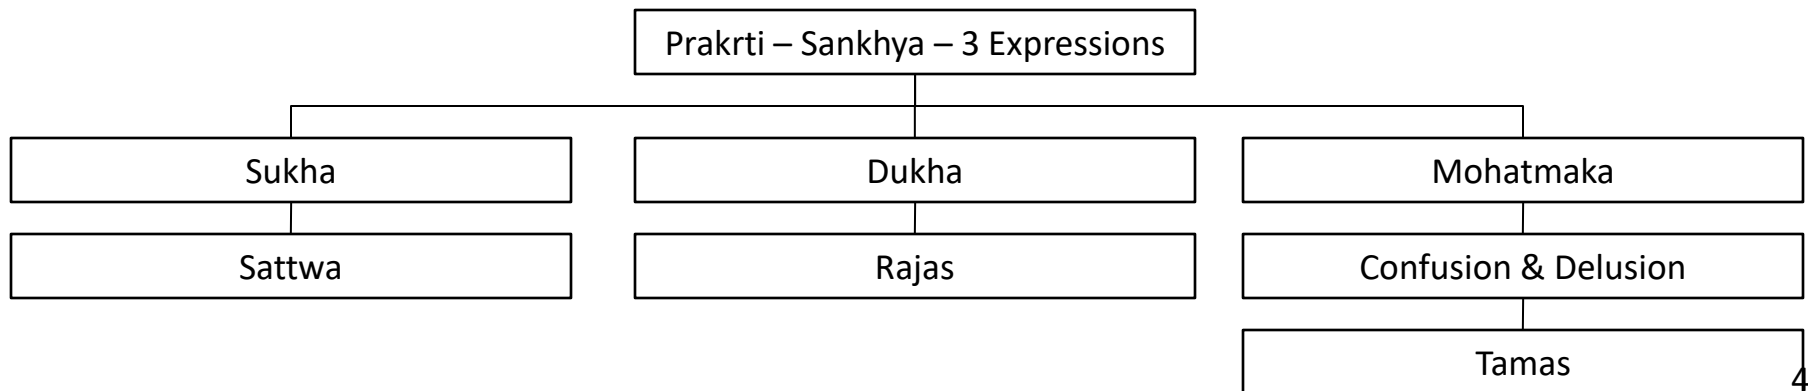 Prakrti – Sankhya – 3 Expressions
Sukha
Dukha
Mohatmaka
Sattwa
Rajas
Confusion & Delusion
Tamas
4